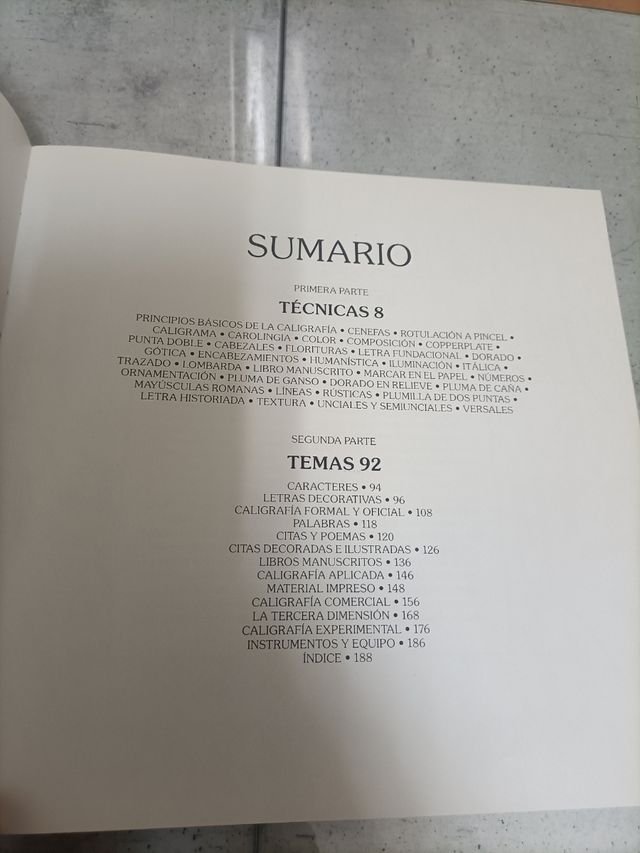 SUMARIO
PRIMERA PARTE
TÉCNICAS 8
PRINCIPIOS BÁSICOS DE LA CALIGRAFÍA • CENEFAS • ROTULACIÓN A PINCEL •
CALIGRAMA • CAROLINGIA • COLOR • COMPOSICIÓN • COPPERPLATE •
PUNTA DOBLE • CABEZALES • FLORITURAS • LETRA FUNDACIONAL • DORADO •
GÓTICA • ENCABEZAMIENTOS • HUMANÍSTICA • ILUMINACIÓN • ITÁLICA •
TRAZADO • LOMBARDA • LIBRO MANUSCRITO • MARCAR EN EL PAPEL • NÚMEROS •
ORNAMENTACIÓN • PLUMA DE GANSO • DORADO EN RELIEVE • PLUMA DE CAÑA •
MAYÚSCULAS ROMANAS • LÍNEAS • RÚSTICAS • PLUMILLA DE DOS PUNTAS •
LETRA HISTORIADA • TEXTURA • UNCIALES Y SEMIUNCIALES • VERSALES
SEGUNDA PARTE
TEMAS 92
CARACTERES • 94
LETRAS DECORATIVAS • 96
CALIGRAFÍA FORMAL Y OFICIAL • 108
PALABRAS • 118
CITAS Y POEMAS • 120
CITAS DECORADAS E ILUSTRADAS • 126
LIBROS MANUSCRITOS • 136
CALIGRAFÍA APLICADA • 146
MATERIAL IMPRESO • 148
CALIGRAFÍA COMERCIAL • 156
LA TERCERA DIMENSIÓN • 168
CALIGRAFÍA EXPERIMENTAL • 176
INSTRUMENTOS Y EQUIPO • 186
ÍNDICE • 188